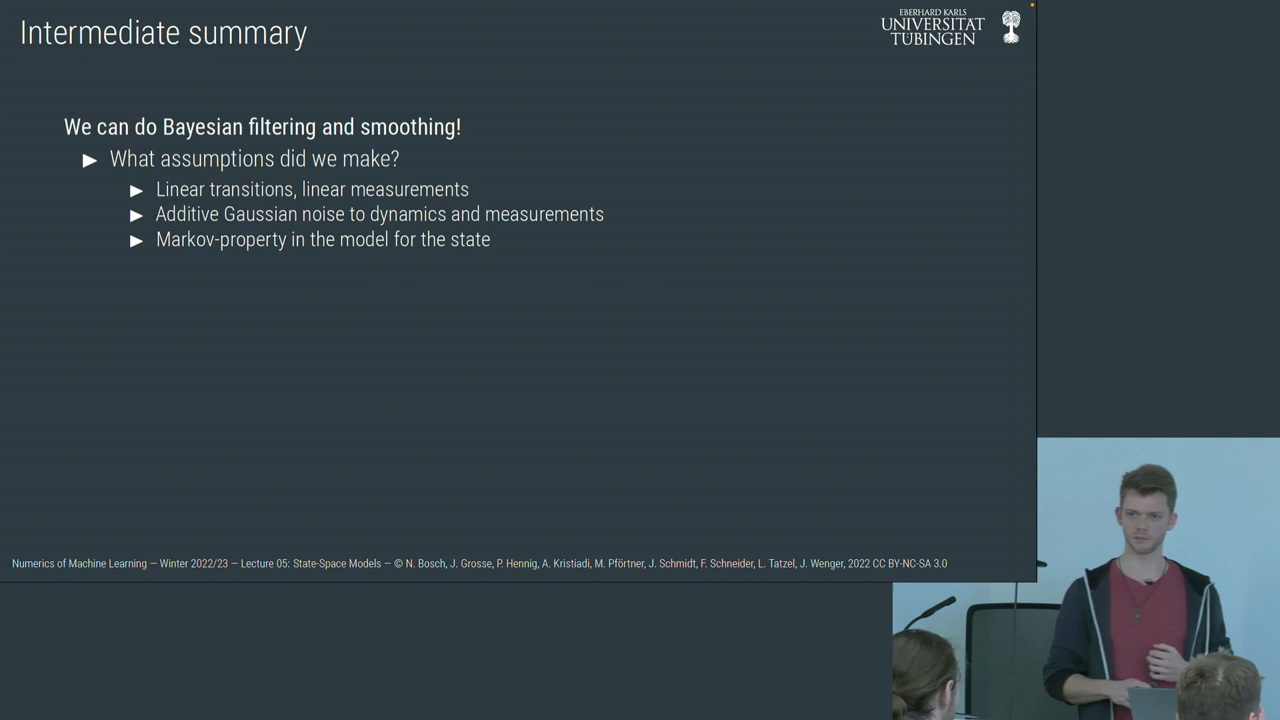 Intermediate summary
EBERHARD KARLS
UNIVERSITÄT
TÜBINGEN
We can do Bayesian filtering and smoothing!
▶ What assumptions did we make?
▶ Linear transitions, linear measurements
▶ Additive Gaussian noise to dynamics and measurements
▶ Markov-property in the model for the state
Numerics of Machine Learning — Winter 2022/23 — Lecture 05: State-Space Models — © N. Bosch, J. Grosse, P. Hennig, A. Kristiadi, M. Pförtner, J. Schmidt, F. Schneider, L. Tatzel, J. Wenger, 2022 CC BY-NC-SA 3.0